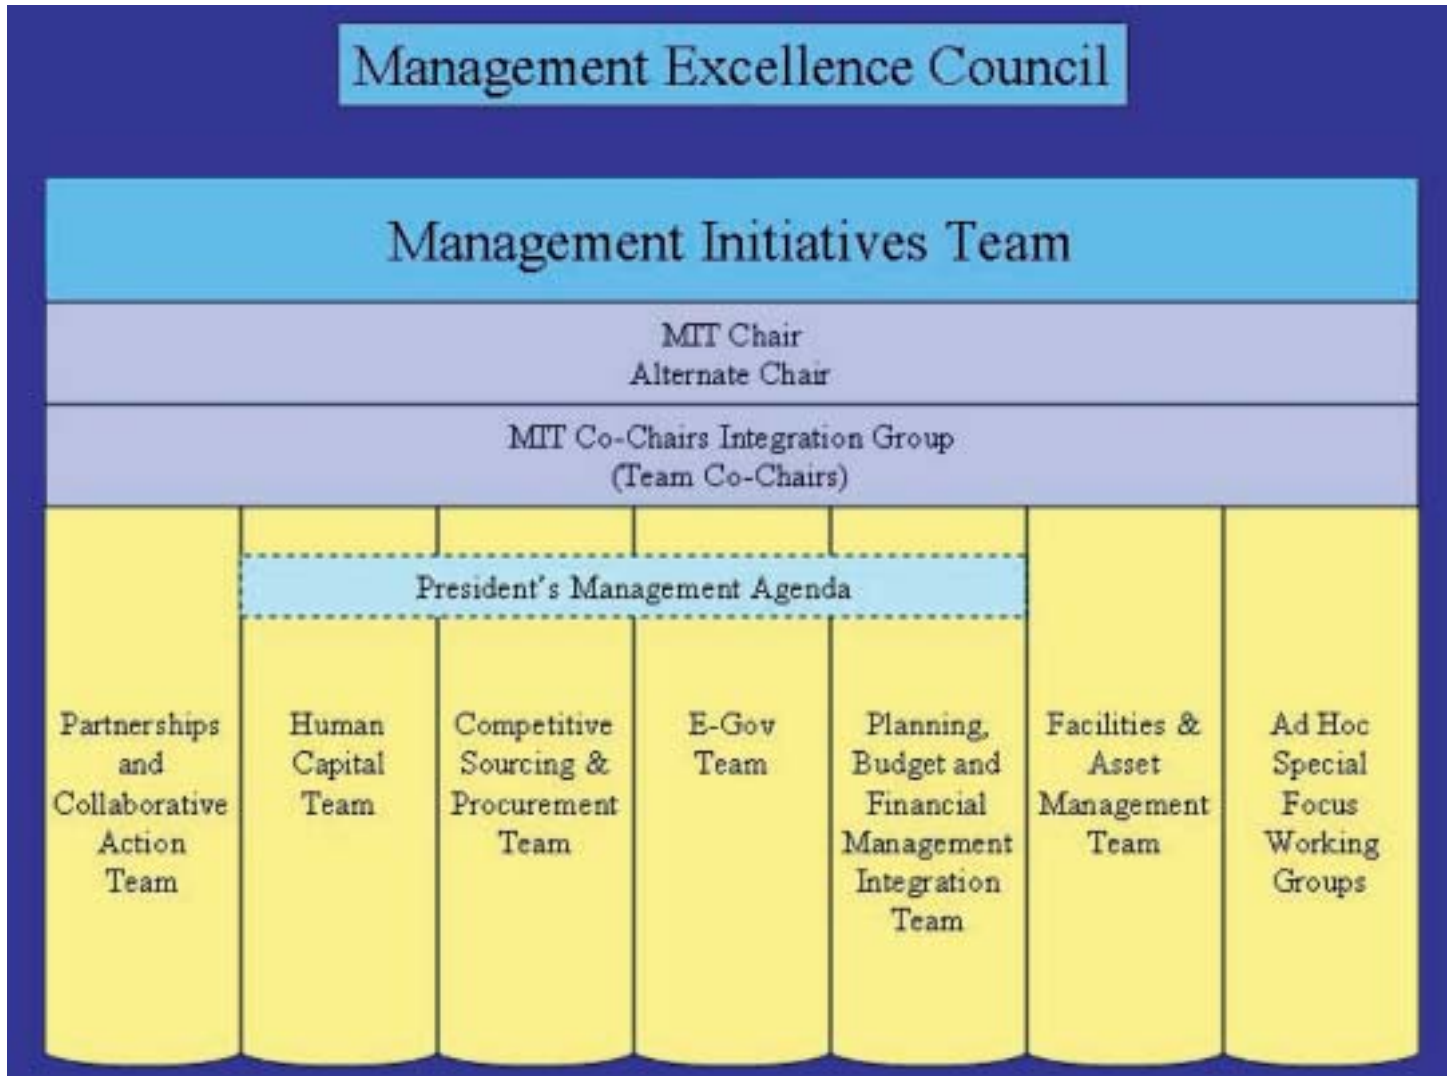 Management Excellence Council
Management Initiatives Team
MIT Chair
Alternate Chair
MIT Co-Chairs Integration Group
(Team Co-Chairs)
President's Management Agenda
Partnerships
and
Collaborative
Action
Team
Human
Capital
Team
Competitive
Sourcing &
Procurement
Team
E-Gov
Team
Planning,
Budget and
Financial
Management
Integration
Team
Facilities &
Asset
Management
Team
Ad Hoc
Special
Focus
Working
Groups